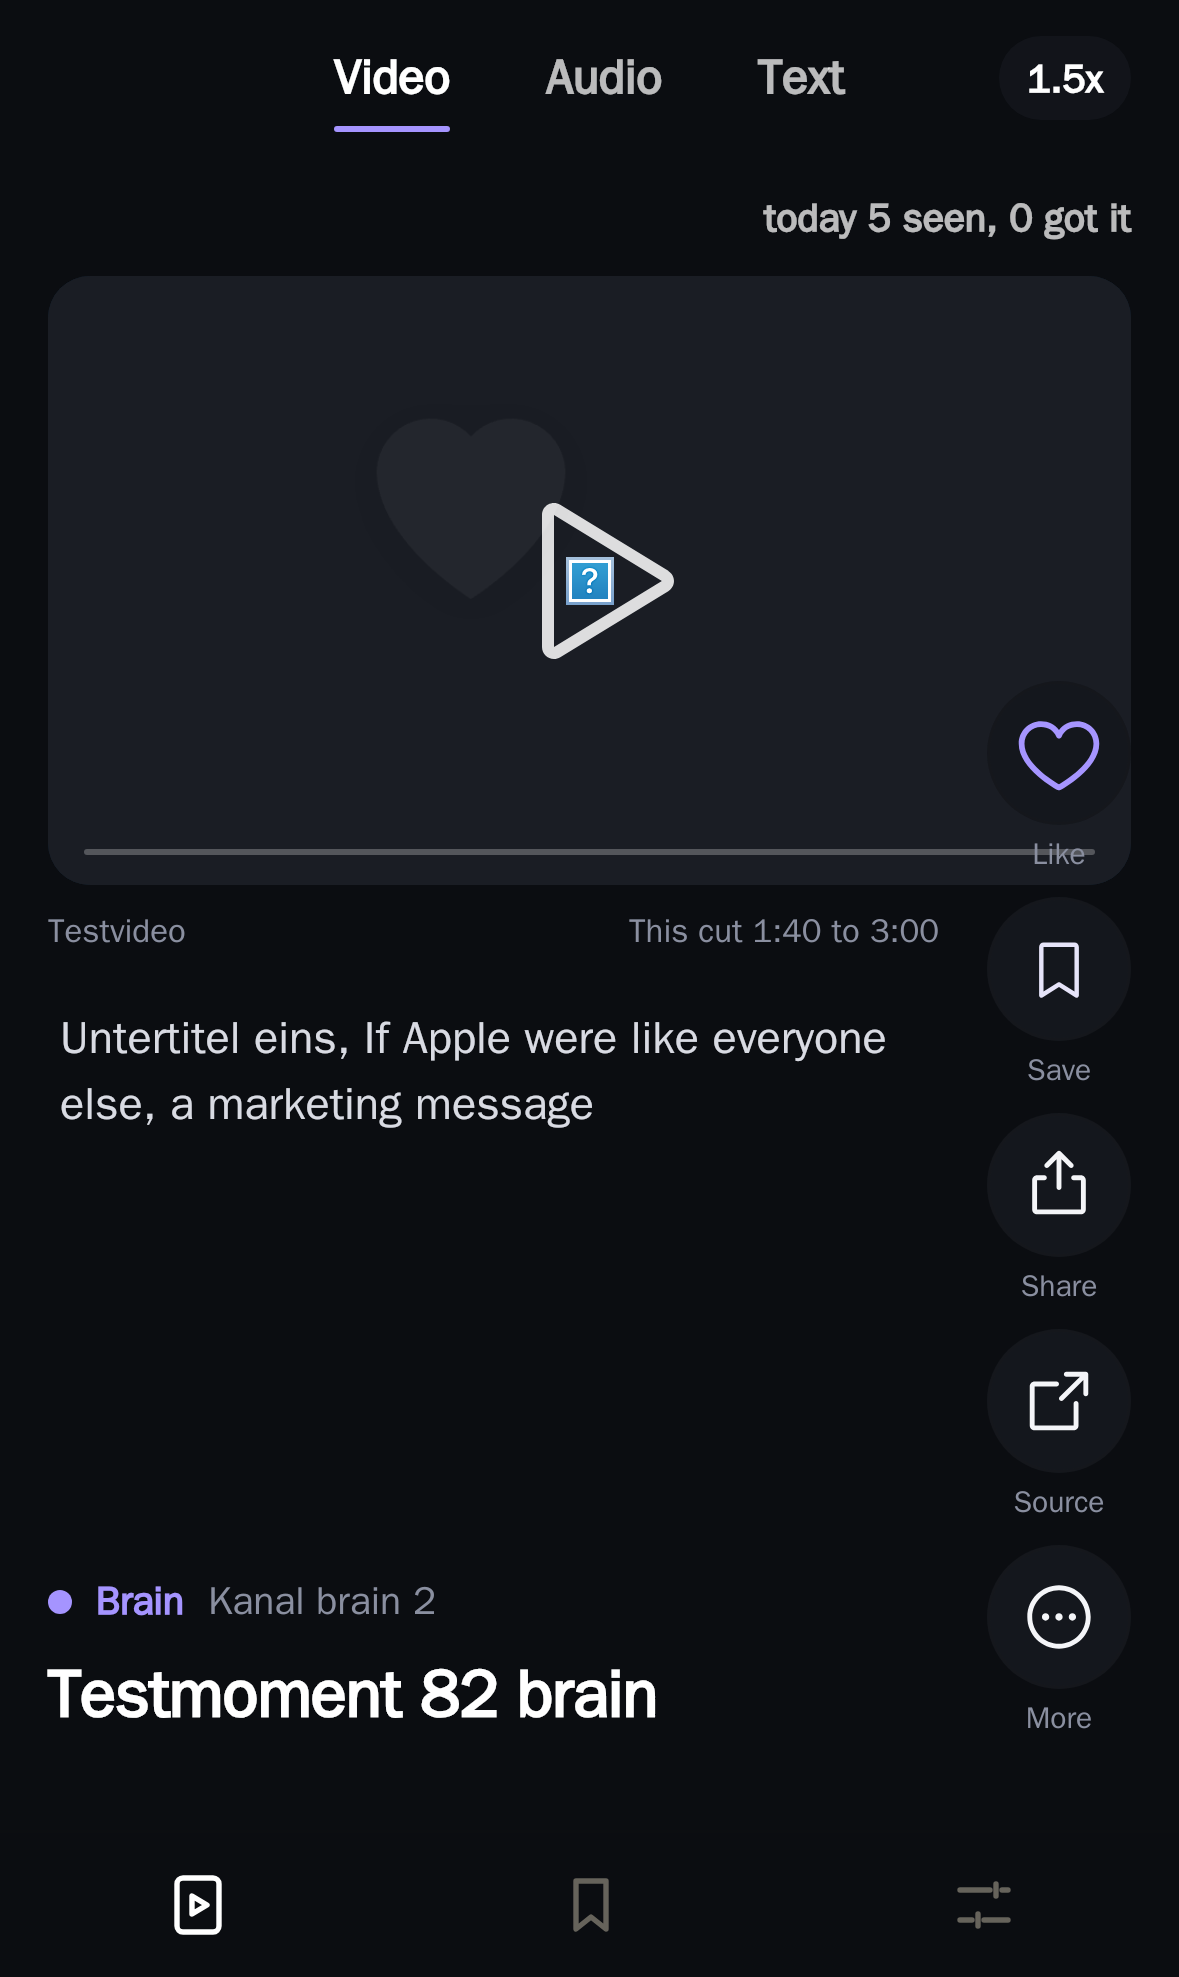 Video Audio Text 1.5x
today 5 seen, 0 got it
?
Like
Testvideo This cut 1:40 to 3:00
Untertitel eins, If Apple were like everyone
else, a marketing message
Save
Share
Source
Brain Kanal brain 2
Testmoment 82 brain
More